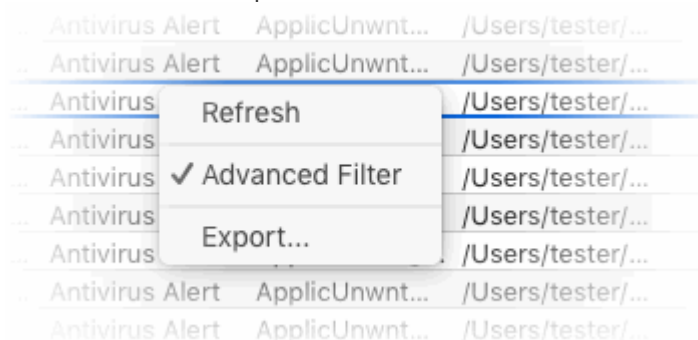 ... Antivirus Alert ApplicUnwnt... /Users/tester/...
... Antivirus Alert ApplicUnwnt... /Users/tester/...
... Antivirus /Users/tester/...
Refresh
... Antivirus /Users/tester/...
... Antivirus ✓ Advanced Filter /Users/tester/...
... Antivirus /Users/tester/...
Export...
... Antivirus /Users/tester/...
... Antivirus Alert ApplicUnwnt... /Users/tester/...
Antivirus Alert ApplicUnwnt... /Users/tester/...